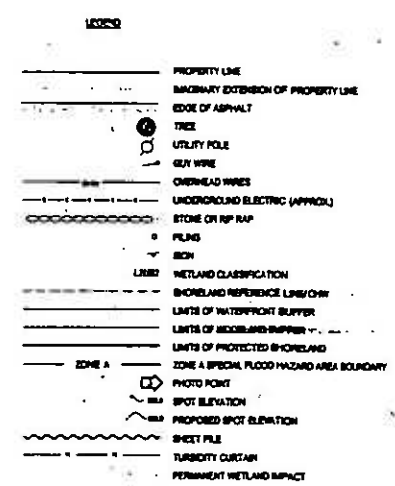 LEGEND
PROPERTY LINE
IMAGINARY EXTENSION OF PROPERTY LINE
EDGE OF ASPHALT
TREE
UTILITY POLE
GUY WIRE
OVERHEAD WIRES
UNDERGROUND ELECTRIC (APPROX.)
STONE OR RIP RAP
PILING
SIGN
WETLAND CLASSIFICATION
SHORELAND REFERENCE LINE/OHW
LIMITS OF WATERFRONT BUFFER
LIMITS OF WOODLAND BUFFER
LIMITS OF PROTECTED SHORELAND
ZONE A ZONE A SPECIAL FLOOD HAZARD AREA BOUNDARY
PHOTO POINT
SPOT ELEVATION
PROPOSED SPOT ELEVATION
SHEET PILE
TURBIDITY CURTAIN
PERMANENT WETLAND IMPACT